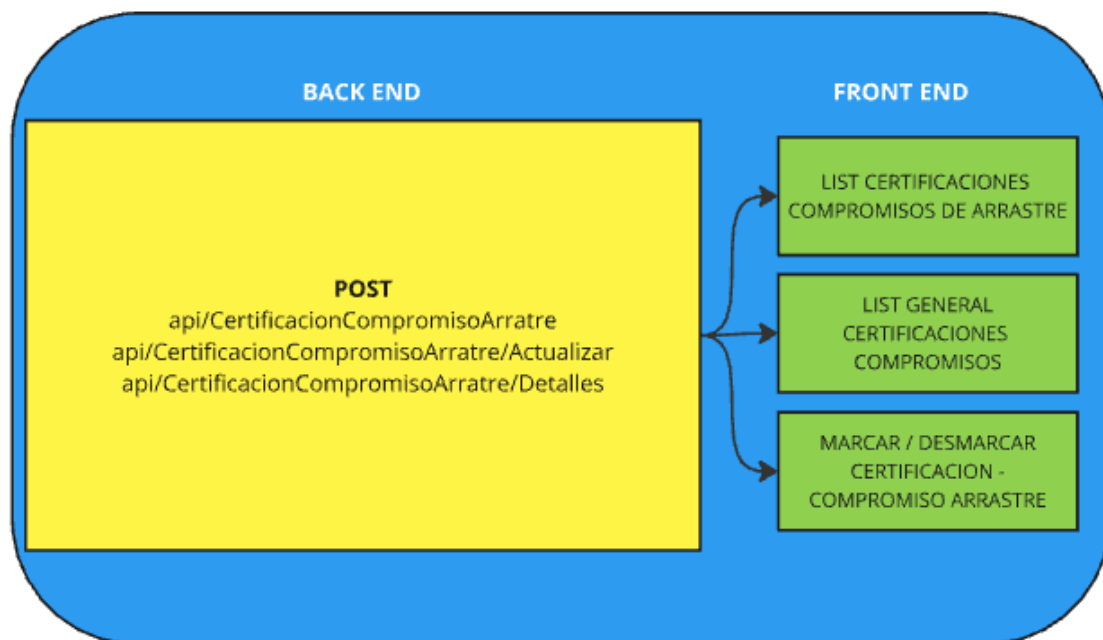 BACK END
POST
api/CertificacionCompromisoArratre
api/CertificacionCompromisoArratre/Actualizar
api/CertificacionCompromisoArratre/Detalles
FRONT END
LIST CERTIFICACIONES
COMPROMISOS DE ARRASTRE
LIST GENERAL
CERTIFICACIONES
COMPROMISOS
MARCAR / DESMARCAR
CERTIFICACION -
COMPROMISO ARRASTRE